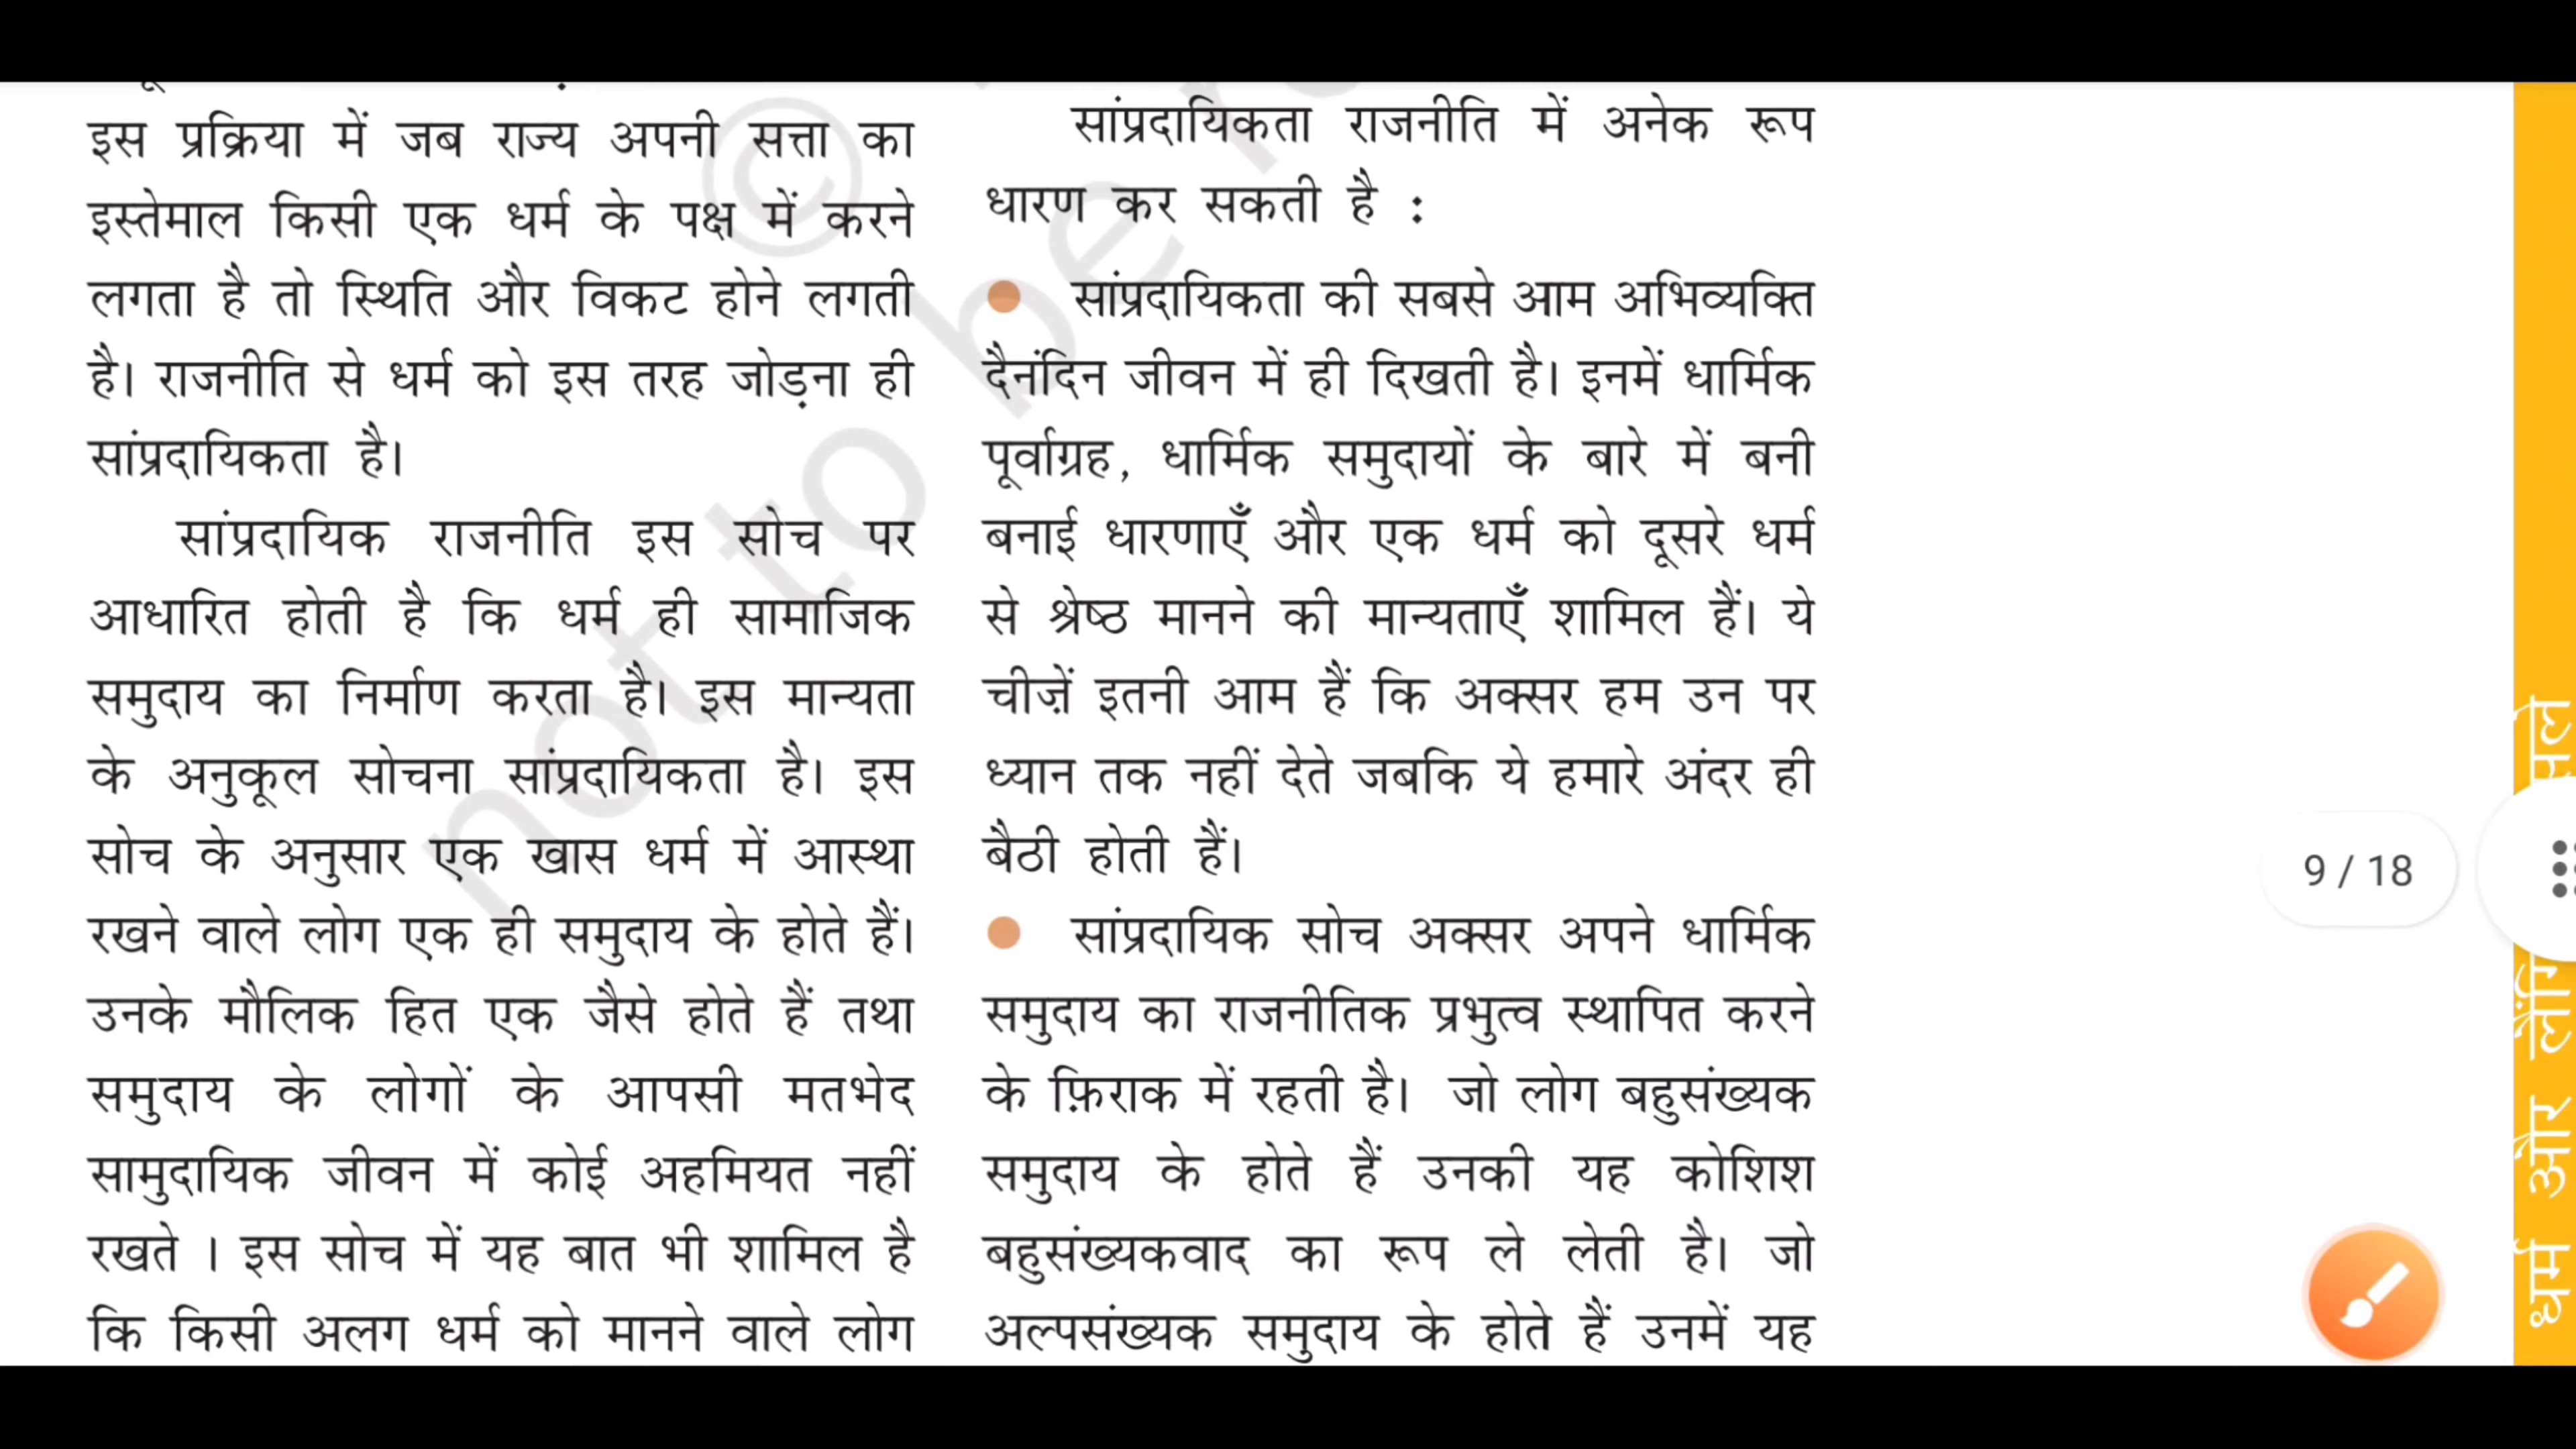 इस प्रक्रिया में जब राज्य अपनी सत्ता का
इस्तेमाल किसी एक धर्म के पक्ष में करने
लगता है तो स्थिति और विकट होने लगती
है। राजनीति से धर्म को इस तरह जोड़ना ही
सांप्रदायिकता है।
सांप्रदायिक राजनीति इस सोच पर
आधारित होती है कि धर्म ही सामाजिक
समुदाय का निर्माण करता है। इस मान्यता
के अनुकूल सोचना सांप्रदायिकता है। इस
सोच के अनुसार एक खास धर्म में आस्था
रखने वाले लोग एक ही समुदाय के होते हैं।
उनके मौलिक हित एक जैसे होते हैं तथा
समुदाय के लोगों के आपसी मतभेद
सामुदायिक जीवन में कोई अहमियत नहीं
रखते । इस सोच में यह बात भी शामिल है
कि किसी अलग धर्म को मानने वाले लोग
सांप्रदायिकता राजनीति में अनेक रूप
धारण कर सकती है :
सांप्रदायिकता की सबसे आम अभिव्यक्ति
दैनंदिन जीवन में ही दिखती है। इनमें धार्मिक
पूर्वाग्रह, धार्मिक समुदायों के बारे में बनी
बनाई धारणाएँ और एक धर्म को दूसरे धर्म
से श्रेष्ठ मानने की मान्यताएँ शामिल हैं। ये
चीज़ें इतनी आम हैं कि अक्सर हम उन पर
ध्यान तक नहीं देते जबकि ये हमारे अंदर ही
बैठी होती हैं।
सांप्रदायिक सोच अक्सर अपने धार्मिक
समुदाय का राजनीतिक प्रभुत्व स्थापित करने
के फ़िराक में रहती है। जो लोग बहुसंख्यक
समुदाय के होते हैं उनकी यह कोशिश
बहुसंख्यकवाद का रूप ले लेती है। जो
अल्पसंख्यक समुदाय के होते हैं उनमें यह
© not to be
9 / 18
धर्म और